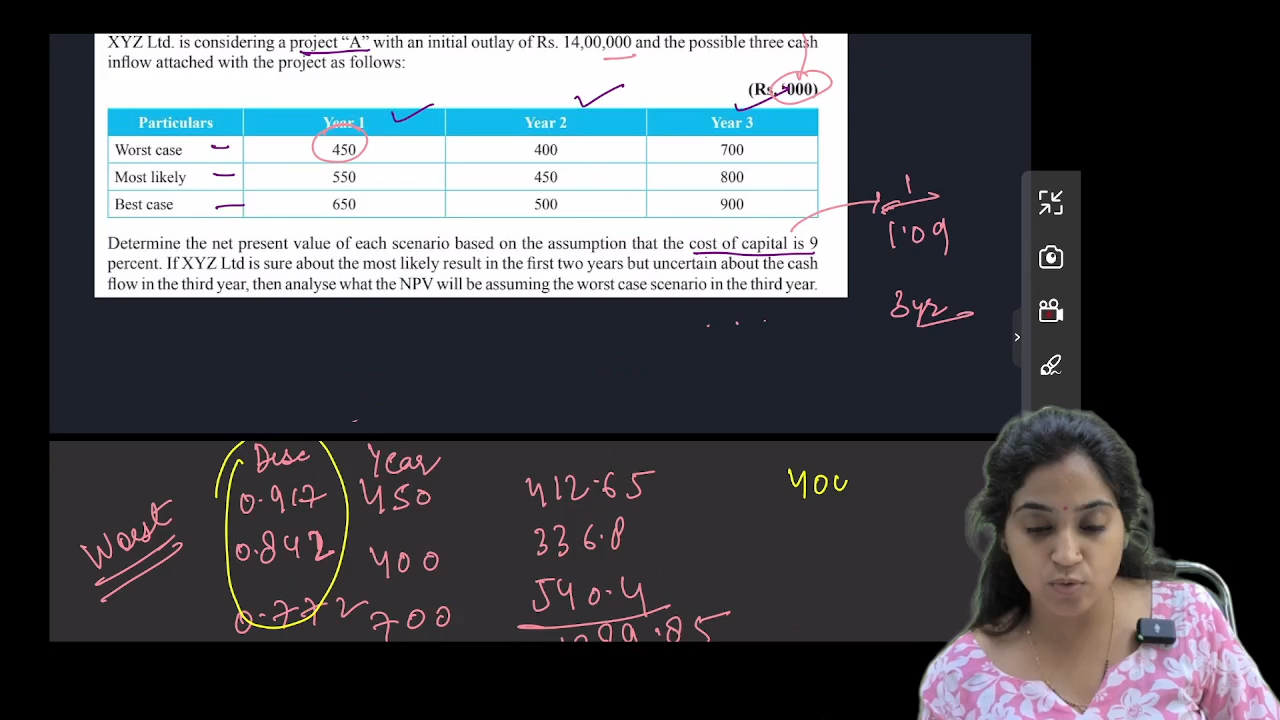 XYZ Ltd. is considering a project “A” with an initial outlay of Rs. 14,00,000 and the possible three cash
inflow attached with the project as follows:
(Rs. ‘000)
Particulars Year 1 Year 2 Year 3
Worst case 450 400 700
Most likely 550 450 800
Best case 650 500 900
Determine the net present value of each scenario based on the assumption that the cost of capital is 9
percent. If XYZ Ltd is sure about the most likely result in the first two years but uncertain about the cash
flow in the third year, then analyse what the NPV will be assuming the worst case scenario in the third year.
1
1.09
3yr
Disc Year
0.917 450 412.65 400
Worst
0.842 400 336.8
0.772 700 540.4